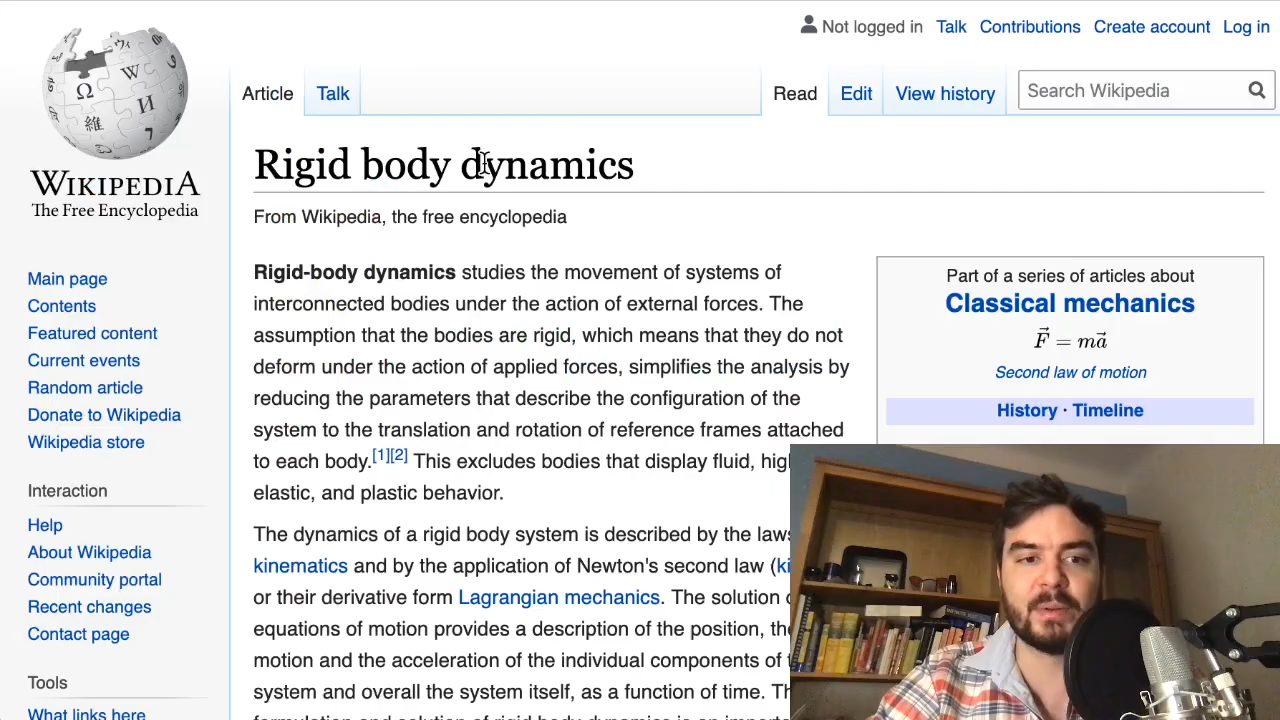 Not logged in Talk Contributions Create account Log in
Article Talk Read Edit View history Search Wikipedia
WIKIPEDIA
The Free Encyclopedia
Main page
Contents
Featured content
Current events
Random article
Donate to Wikipedia
Wikipedia store
Interaction
Help
About Wikipedia
Community portal
Recent changes
Contact page
Tools
What links here
Rigid body dynamics
From Wikipedia, the free encyclopedia
Rigid-body dynamics studies the movement of systems of
interconnected bodies under the action of external forces. The
assumption that the bodies are rigid, which means that they do not
deform under the action of applied forces, simplifies the analysis by
reducing the parameters that describe the configuration of the
system to the translation and rotation of reference frames attached
to each body.[1][2] This excludes bodies that display fluid,
elastic, and plastic behavior.
The dynamics of a rigid body system is described by the laws
kinematics and by the application of Newton's second law
or their derivative form Lagrangian mechanics. The solution
equations of motion provides a description of the position,
motion and the acceleration of the individual components of
system and overall the system itself, as a function of time.
Part of a series of articles about
Classical mechanics
F⃗ = ma⃗
Second law of motion
History · Timeline